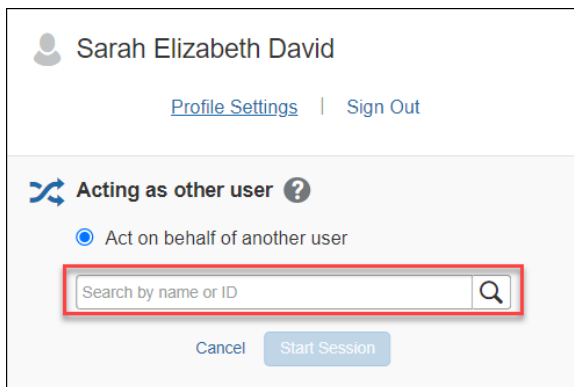 Sarah Elizabeth David
Profile Settings | Sign Out
Acting as other user ?
Act on behalf of another user
Search by name or ID
Cancel Start Session